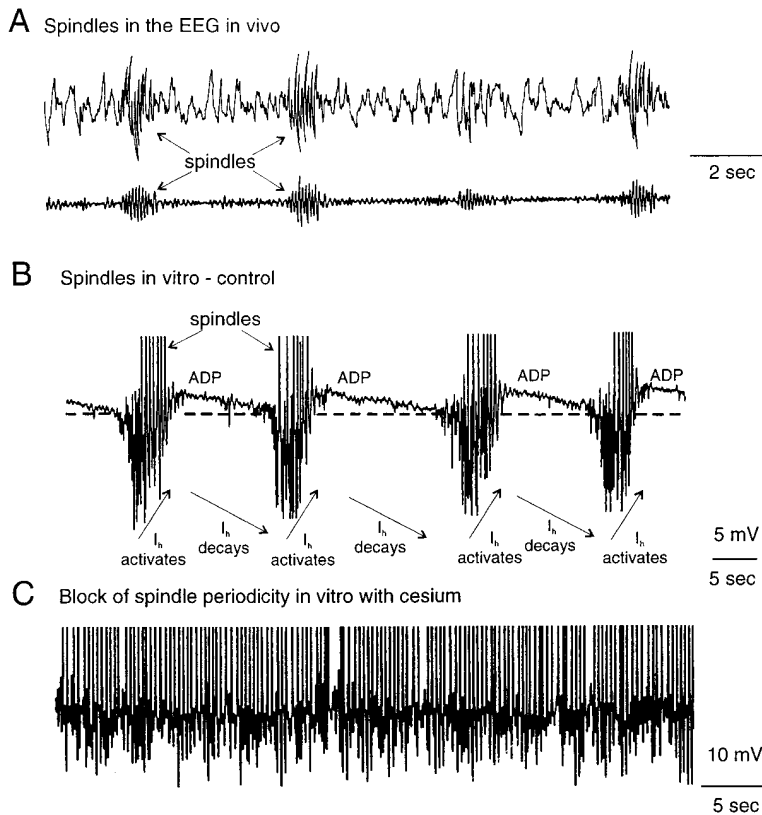 A Spindles in the EEG in vivo
spindles
2 sec
B Spindles in vitro - control
spindles
ADP
ADP
ADP
ADP
Ih
activates
Ih
decays
Ih
activates
Ih
decays
Ih
activates
Ih
decays
Ih
activates
5 mV
5 sec
C Block of spindle periodicity in vitro with cesium
10 mV
5 sec